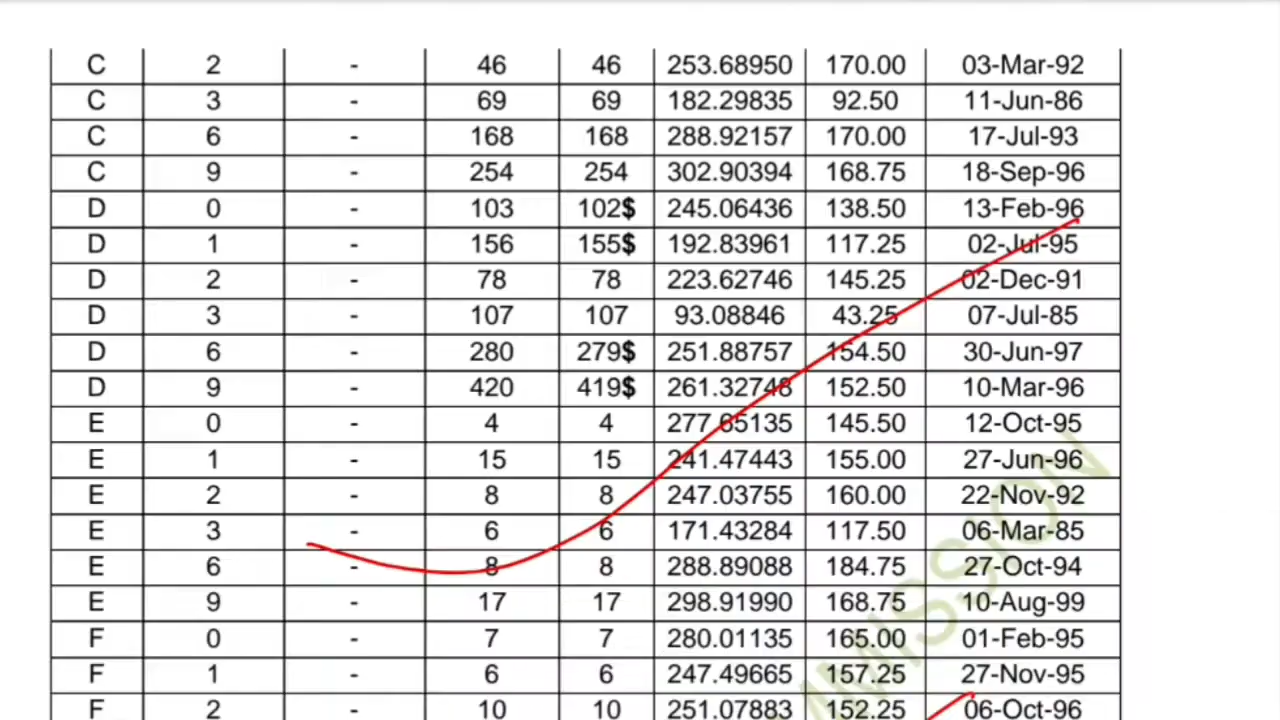 C 2 - 46 46 253.68950 170.00 03-Mar-92
C 3 - 69 69 182.29835 92.50 11-Jun-86
C 6 - 168 168 288.92157 170.00 17-Jul-93
C 9 - 254 254 302.90394 168.75 18-Sep-96
D 0 - 103 102$ 245.06436 138.50 13-Feb-96
D 1 - 156 155$ 192.83961 117.25 02-Jul-95
D 2 - 78 78 223.62746 145.25 02-Dec-91
D 3 - 107 107 93.08846 43.25 07-Jul-85
D 6 - 280 279$ 251.88757 154.50 30-Jun-97
D 9 - 420 419$ 261.32748 152.50 10-Mar-96
E 0 - 4 4 277.65135 145.50 12-Oct-95
E 1 - 15 15 241.47443 155.00 27-Jun-96
E 2 - 8 8 247.03755 160.00 22-Nov-92
E 3 - 6 6 171.43284 117.50 06-Mar-85
E 6 - 8 8 288.89088 184.75 27-Oct-94
E 9 - 17 17 298.91990 168.75 10-Aug-99
F 0 - 7 7 280.01135 165.00 01-Feb-95
F 1 - 6 6 247.49665 157.25 27-Nov-95
F 2 - 10 10 251.07883 152.25 06-Oct-96
MMISSION